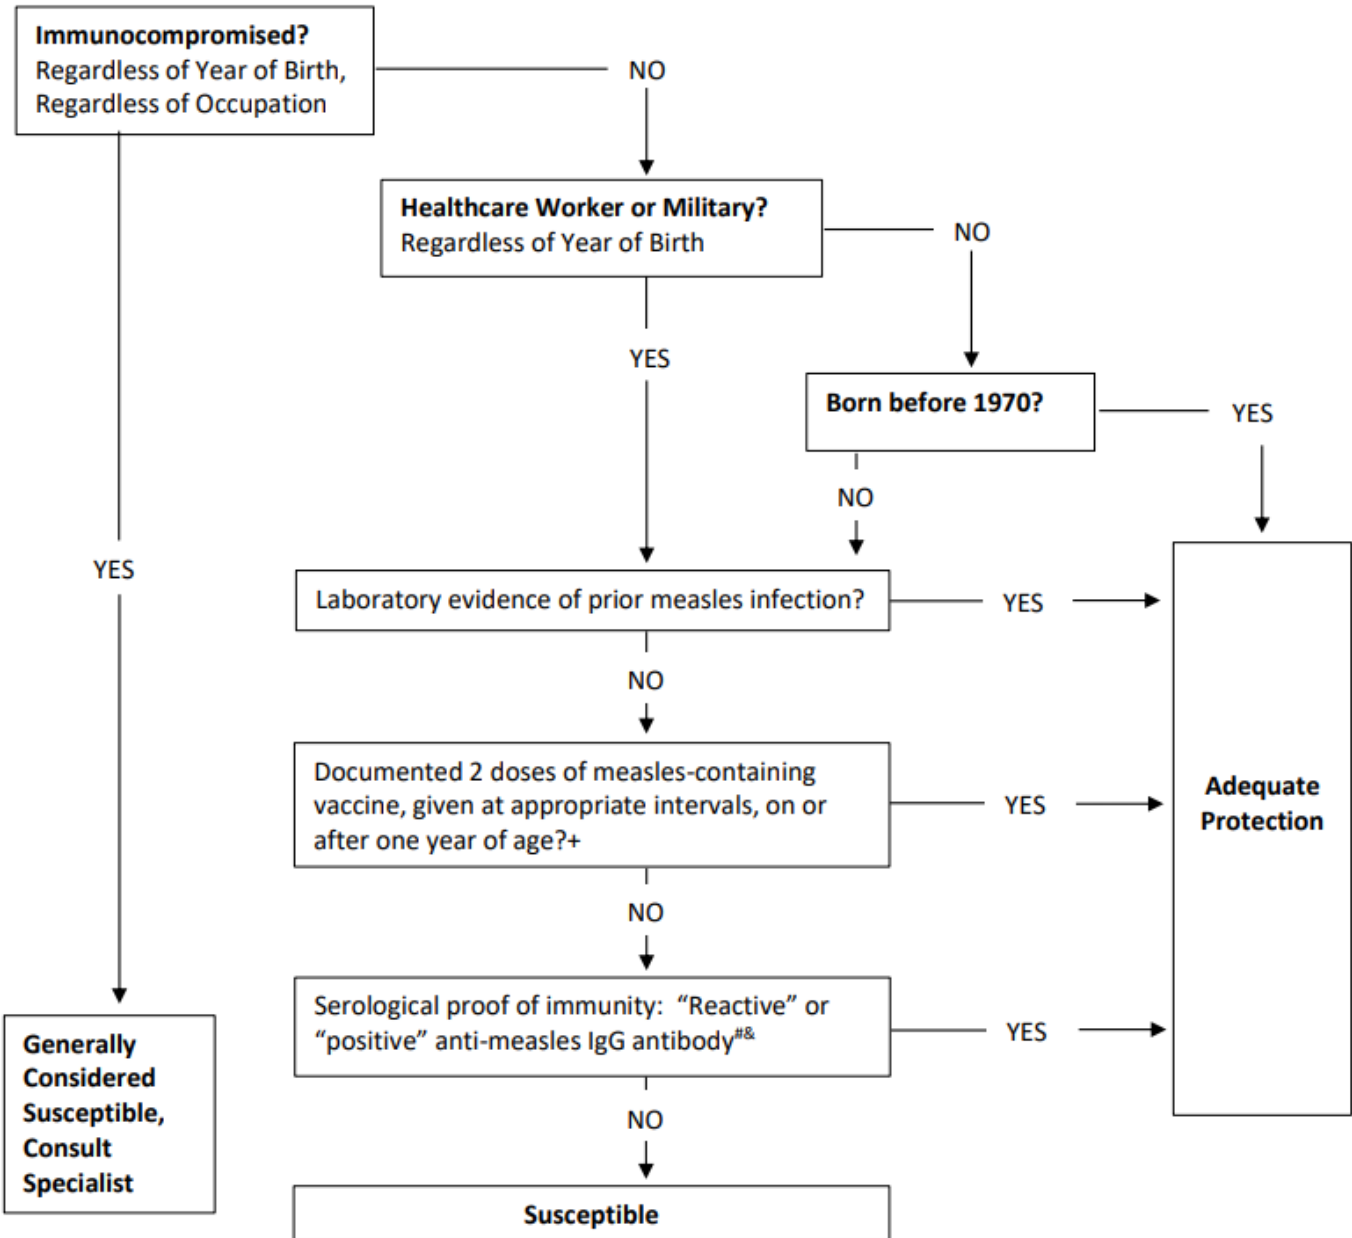 Immunocompromised?
Regardless of Year of Birth,
Regardless of Occupation
NO
Healthcare Worker or Military?
Regardless of Year of Birth
NO
YES
Born before 1970?
YES
NO
YES
Laboratory evidence of prior measles infection?
YES
NO
Documented 2 doses of measles-containing
vaccine, given at appropriate intervals, on or
after one year of age?+
YES
Adequate
Protection
NO
Serological proof of immunity: “Reactive” or
“positive” anti-measles IgG antibody#&
YES
Generally
Considered
Susceptible,
Consult
Specialist
NO
Susceptible